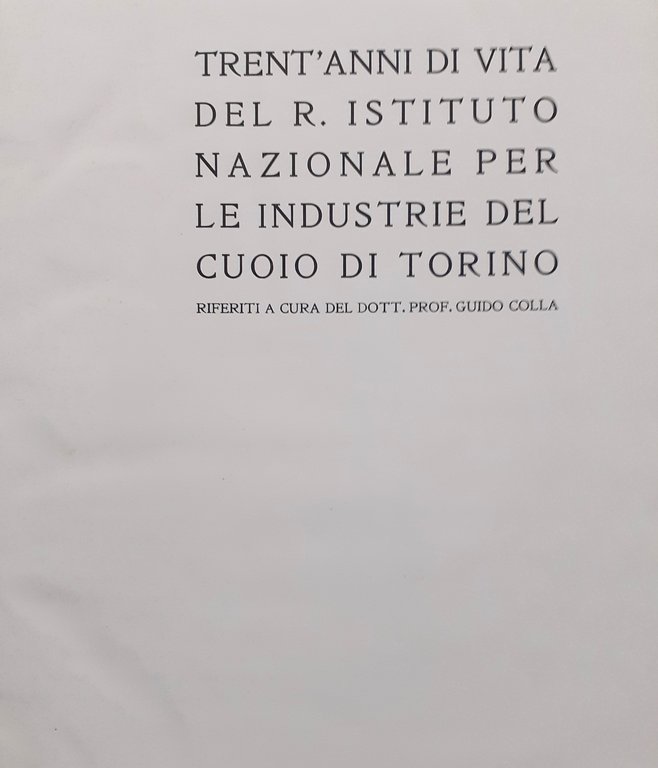 TRENT'ANNI DI VITA
DEL R. ISTITUTO
NAZIONALE PER
LE INDUSTRIE DEL
CUOIO DI TORINO
RIFERITI A CURA DEL DOTT. PROF. GUIDO COLLA